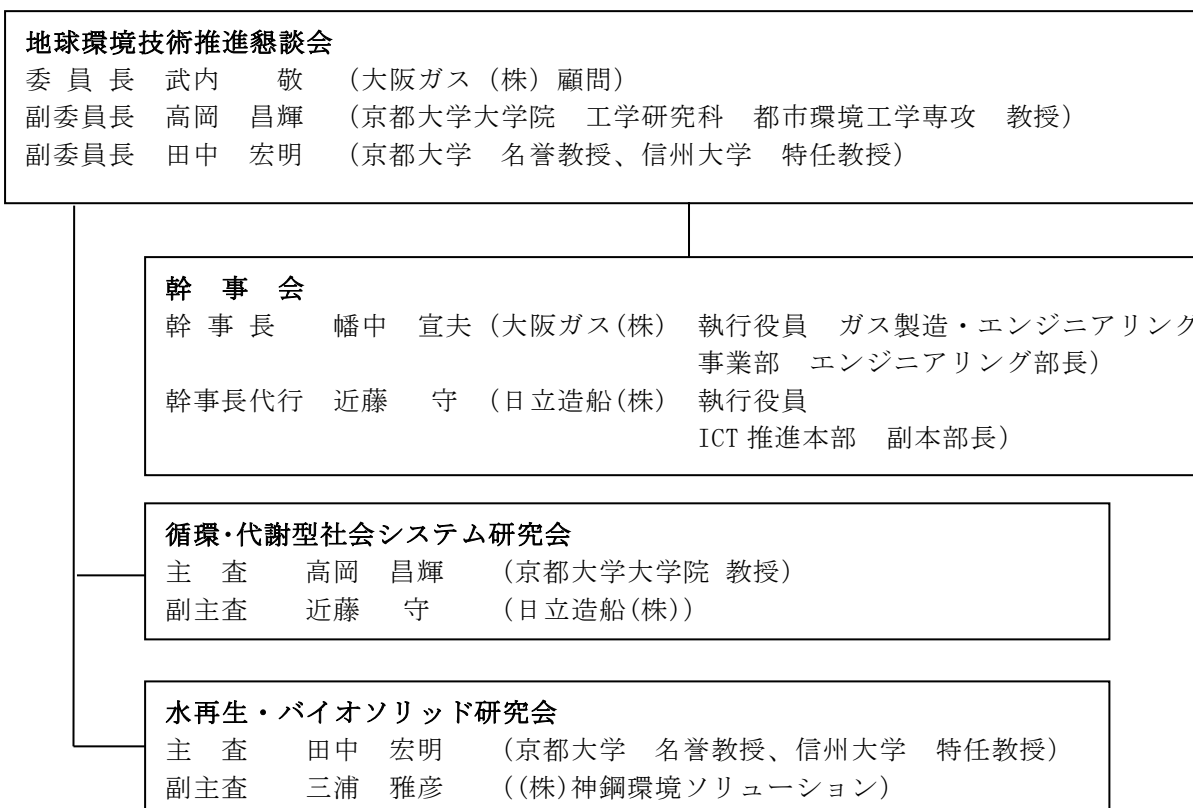 地球環境技術推進懇談会
委 員 長　武内　　敬　（大阪ガス（株）顧問）
副委員長　高岡　昌輝　（京都大学大学院　工学研究科　都市環境工学専攻　教授）
副委員長　田中　宏明　（京都大学　名誉教授、信州大学　特任教授）
幹　事　会
幹 事 長　　幡中　宣夫（大阪ガス(株)　執行役員　ガス製造・エンジニアリング
事業部　エンジニアリング部長）
幹事長代行　近藤　　守　（日立造船(株)　執行役員
ICT 推進本部　副本部長）
循環･代謝型社会システム研究会
主　査　　高岡　昌輝　（京都大学大学院 教授）
副主査　　近藤　　守　　（日立造船(株)）
水再生・バイオソリッド研究会
主　査　　田中　宏明　（京都大学　名誉教授、信州大学　特任教授）
副主査　　三浦　雅彦　（(株)神鋼環境ソリューション）